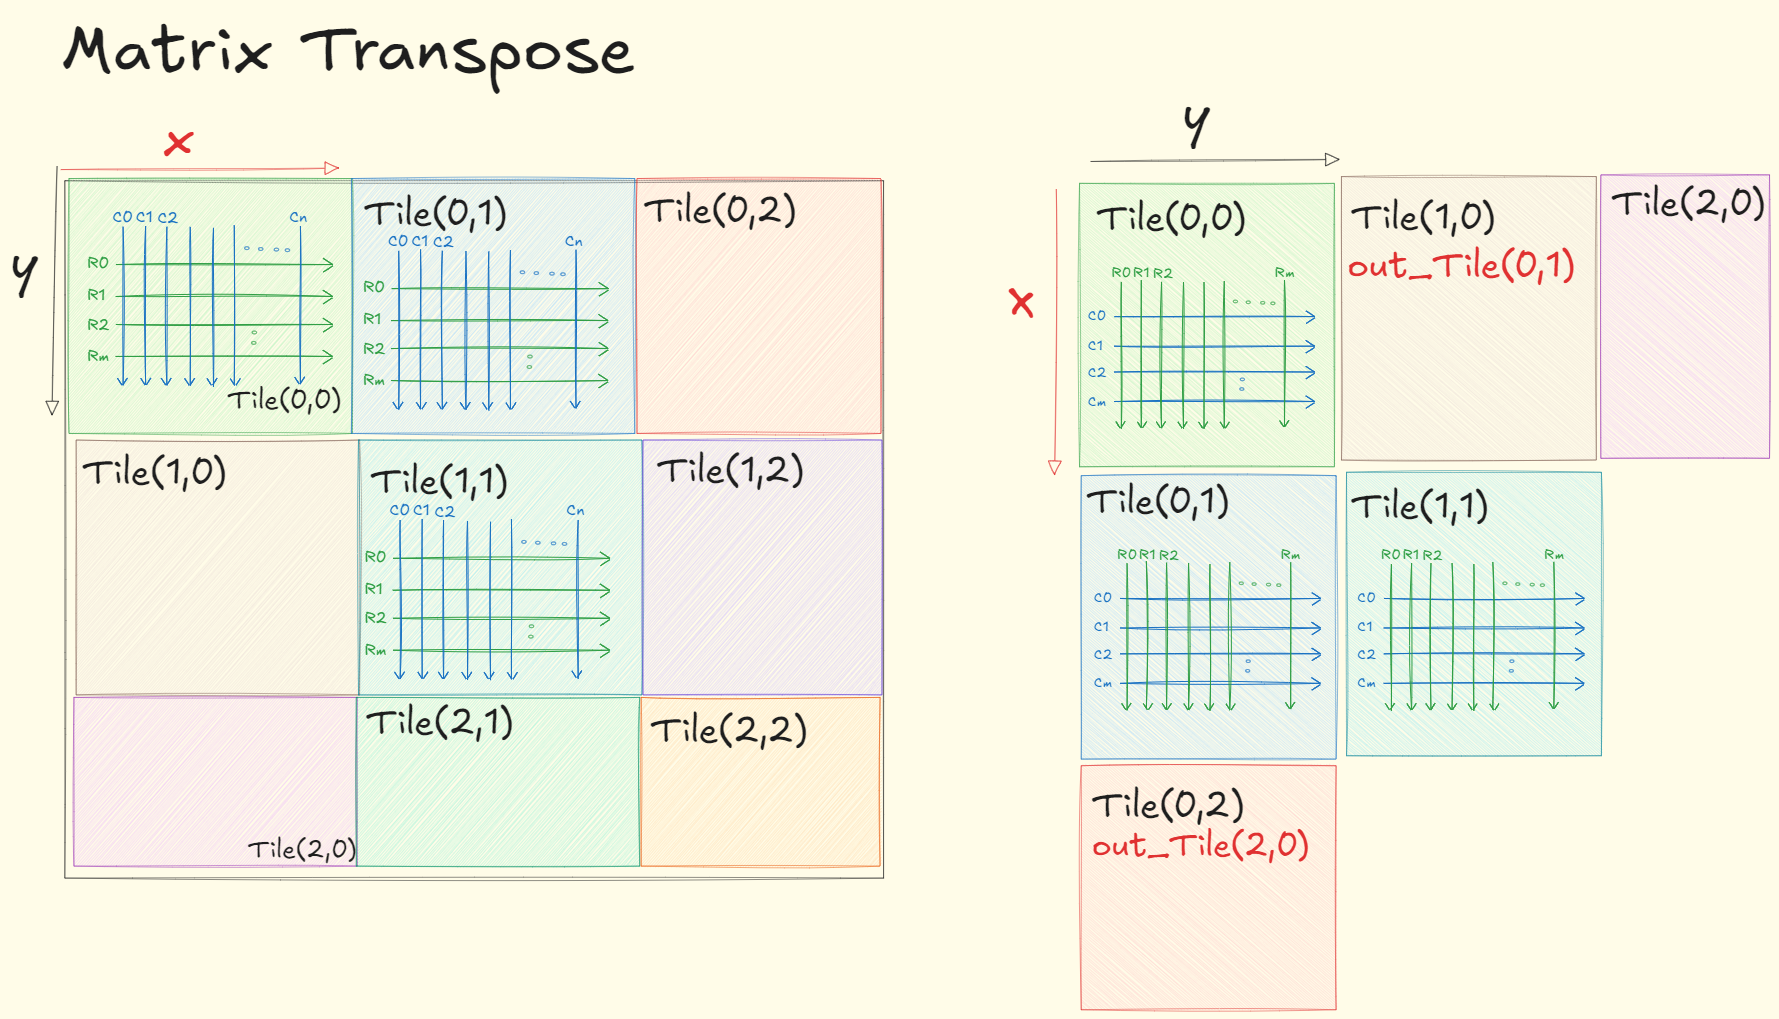 Matrix Transpose
x
y
C0 C1 C2 Cn
R0
R1
R2
Rm
Tile(0,0)
Tile(0,1)
C0 C1 C2 Cn
R0
R1
R2
Rm
Tile(0,2)
Tile(1,0)
Tile(1,1)
C0 C1 C2 Cn
R0
R1
R2
Rm
Tile(1,2)
Tile(2,0)
Tile(2,1)
Tile(2,2)
y
x
Tile(0,0)
R0 R1 R2 Rm
C0
C1
C2
Cm
Tile(1,0)
out_Tile(0,1)
Tile(2,0)
Tile(0,1)
R0 R1 R2 Rm
C0
C1
C2
Cm
Tile(1,1)
R0 R1 R2 Rm
C0
C1
C2
Cm
Tile(0,2)
out_Tile(2,0)